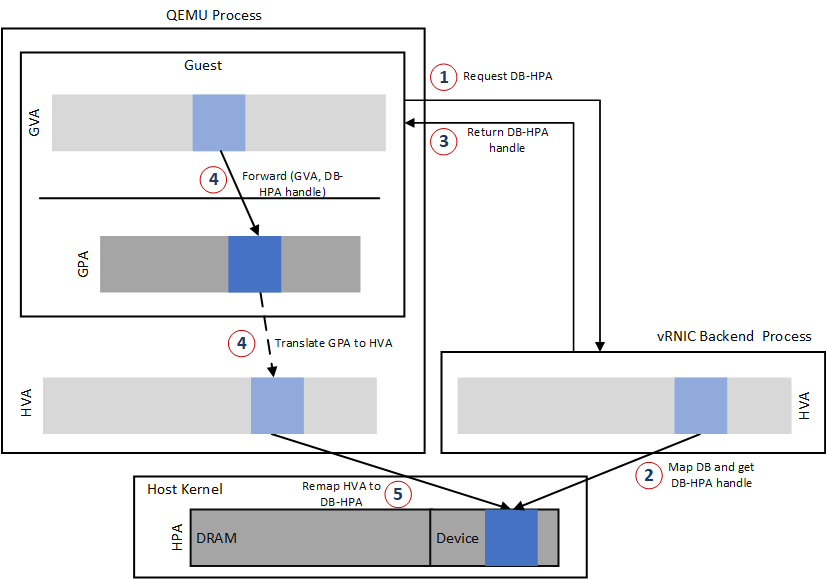 QEMU Process
Guest
1 Request DB-HPA
GVA
3 Return DB-HPA
handle
4 Forward (GVA, DB-
HPA handle)
GPA
4 Translate GPA to HVA
vRNIC Backend Process
HVA
HVA
2 Map DB and get
DB-HPA handle
Host Kernel
Remap HVA to
DB-HPA
5
HPA
DRAM
Device